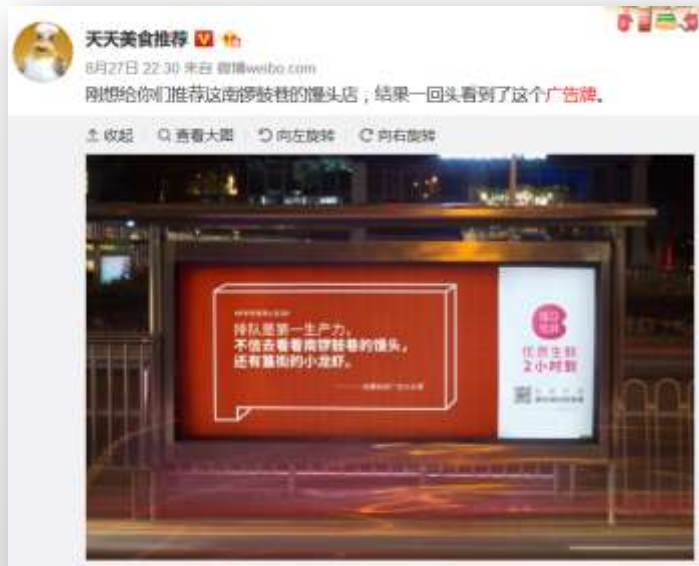 天天美食推荐
8月27日 22:30 来自 微博weibo.com
刚想给你们推荐这南锣鼓巷的馒头店，结果一回头看到了这个广告牌。
收起 查看大图 向左旋转 向右旋转
排队是第一生产力。
不信去看看南锣鼓巷的馒头，
还有簋街的小龙虾。
每日
优鲜
优质生鲜
2小时到